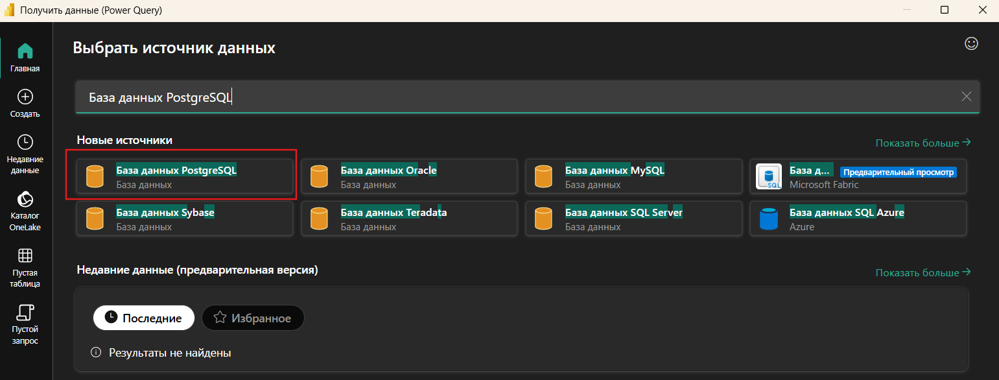 Получить данные (Power Query)
Главная
Создать
Недавние
данные
Каталог
OneLake
Пустая
таблица
Пустой
запрос
Выбрать источник данных
База данных PostgreSQL
Новые источники
Показать больше
База данных PostgreSQL
База данных
База данных Oracle
База данных
База данных MySQL
База данных
База д... Предварительный просмотр
Microsoft Fabric
База данных Sybase
База данных
База данных Teradata
База данных
База данных SQL Server
База данных
База данных SQL Azure
Azure
Недавние данные (предварительная версия)
Показать больше
Последние
Избранное
Результаты не найдены
SQL